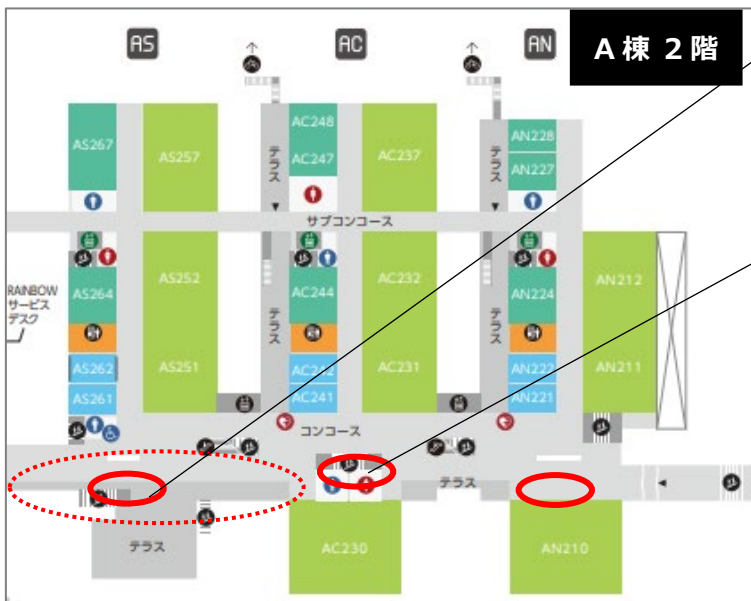 AS
AC
AN
A棟 2階
AS267
AS257
AC248
AC247
AC237
AN228
AN227
テラス
テラス
サブコンコース
RAINBOW
サービス
デスク
AS264
AS252
AC244
AC232
AN224
AN212
テラス
テラス
AS262
AS261
AS251
AC242
AC241
AC231
AN222
AN221
AN211
コンコース
テラス
テラス
AC230
AN210